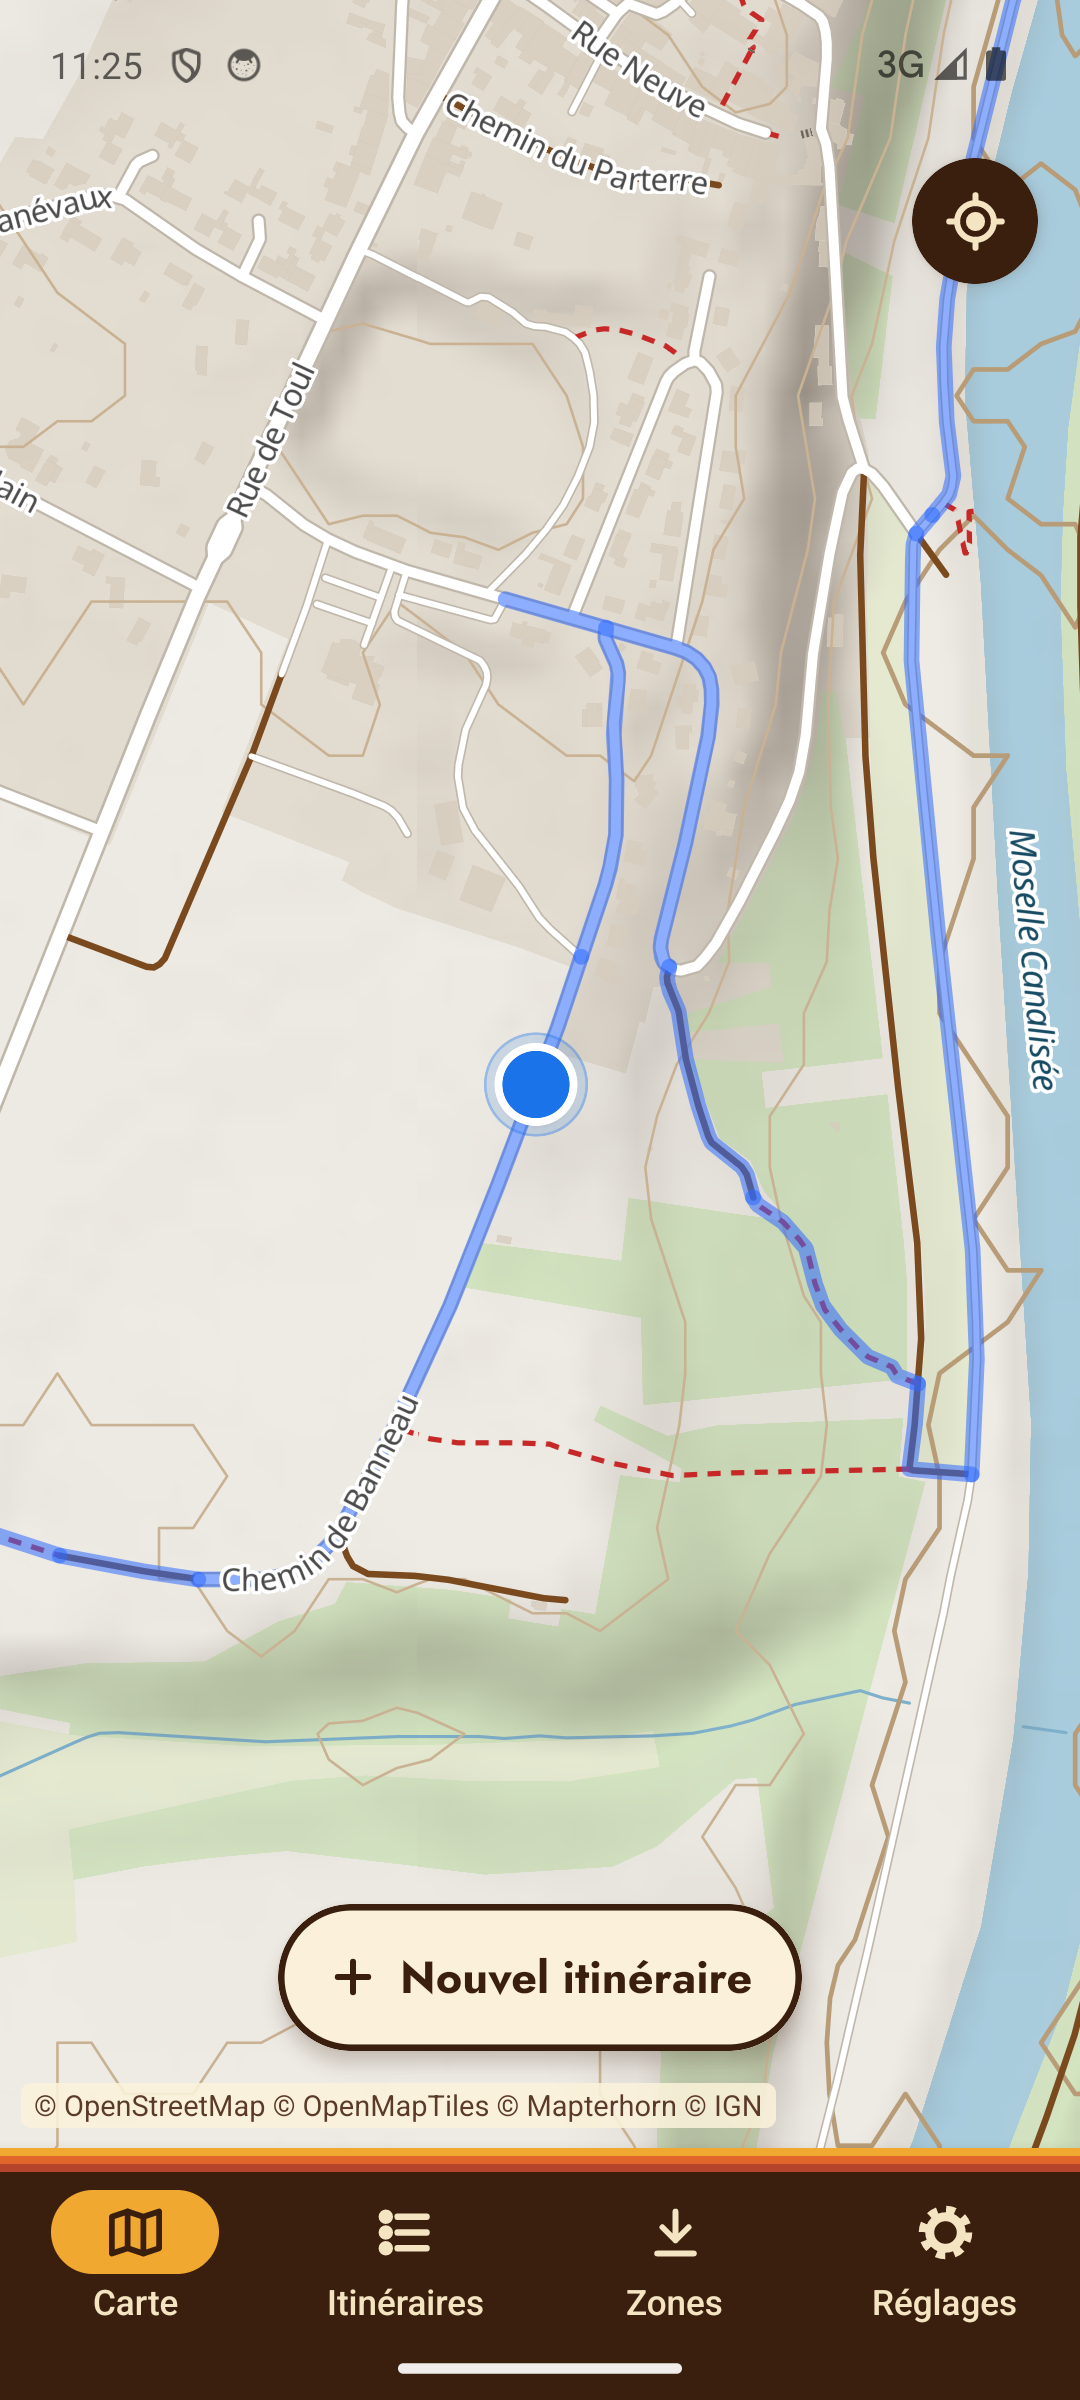 11:25
3G
Rue Neuve
Chemin du Parterre
anévaux
Rue de Toul
lain
Moselle Canalisée
Chemin de Banneau
+ Nouvel itinéraire
© OpenStreetMap © OpenMapTiles © Mapterhorn © IGN
Carte
Itinéraires
Zones
Réglages